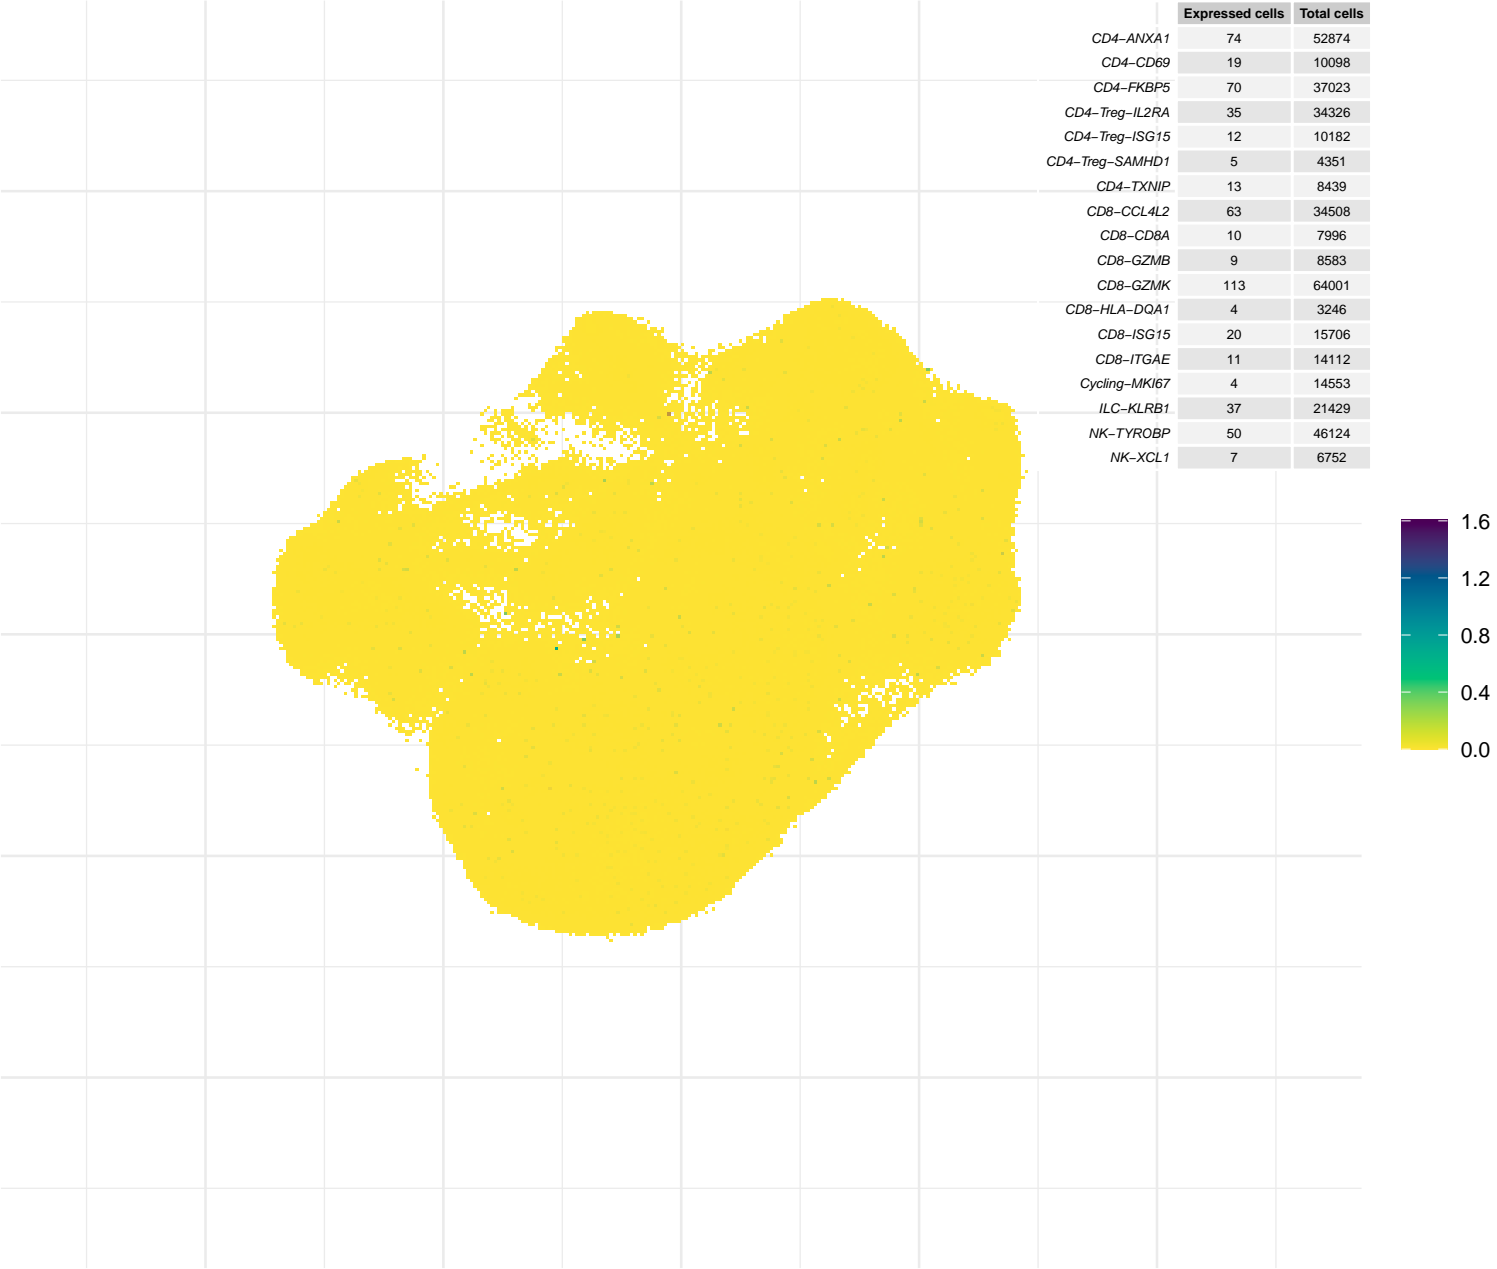 Expressed cells Total cells
CD4−ANXA1 74 52874
CD4−CD69 19 10098
CD4−FKBP5 70 37023
CD4−Treg−IL2RA 35 34326
CD4−Treg−ISG15 12 10182
CD4−Treg−SAMHD1 5 4351
CD4−TXNIP 13 8439
CD8−CCL4L2 63 34508
CD8−CD8A 10 7996
CD8−GZMB 9 8583
CD8−GZMK 113 64001
CD8−HLA−DQA1 4 3246
CD8−ISG15 20 15706
CD8−ITGAE 11 14112
Cycling−MKI67 4 14553
ILC−KLRB1 37 21429
NK−TYROBP 50 46124
NK−XCL1 7 6752
1.6
1.2
0.8
0.4
0.0